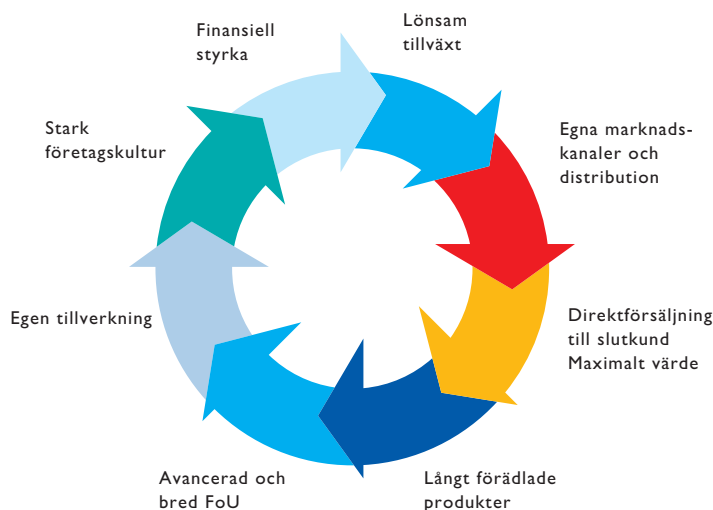 Lönsam
tillväxt
Egna marknads-
kanaler och
distribution
Direktförsäljning
till slutkund
Maximalt värde
Långt förädlade
produkter
Avancerad och
bred FoU
Egen tillverkning
Stark
företagskultur
Finansiell
styrka